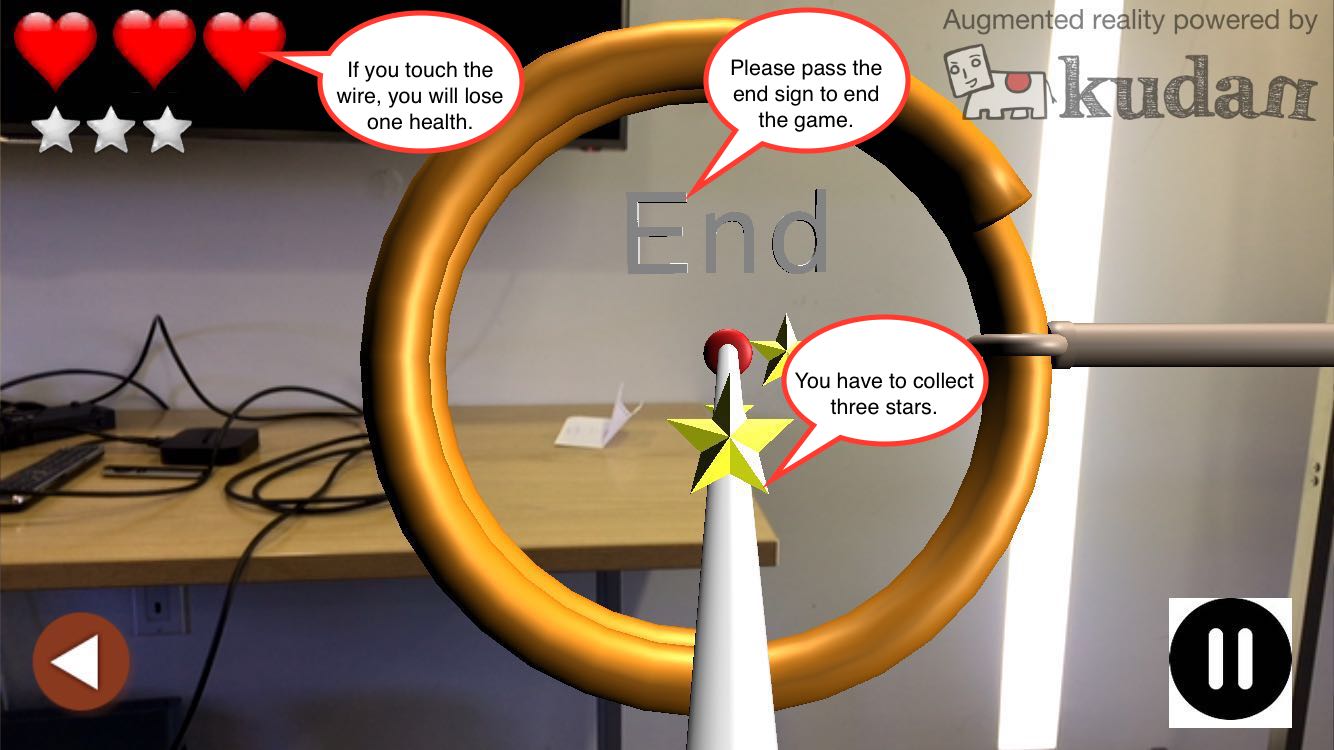 Augmented reality powered by
kudan
If you touch the
wire, you will lose
one health.
Please pass the
end sign to end
the game.
End
You have to collect
three stars.